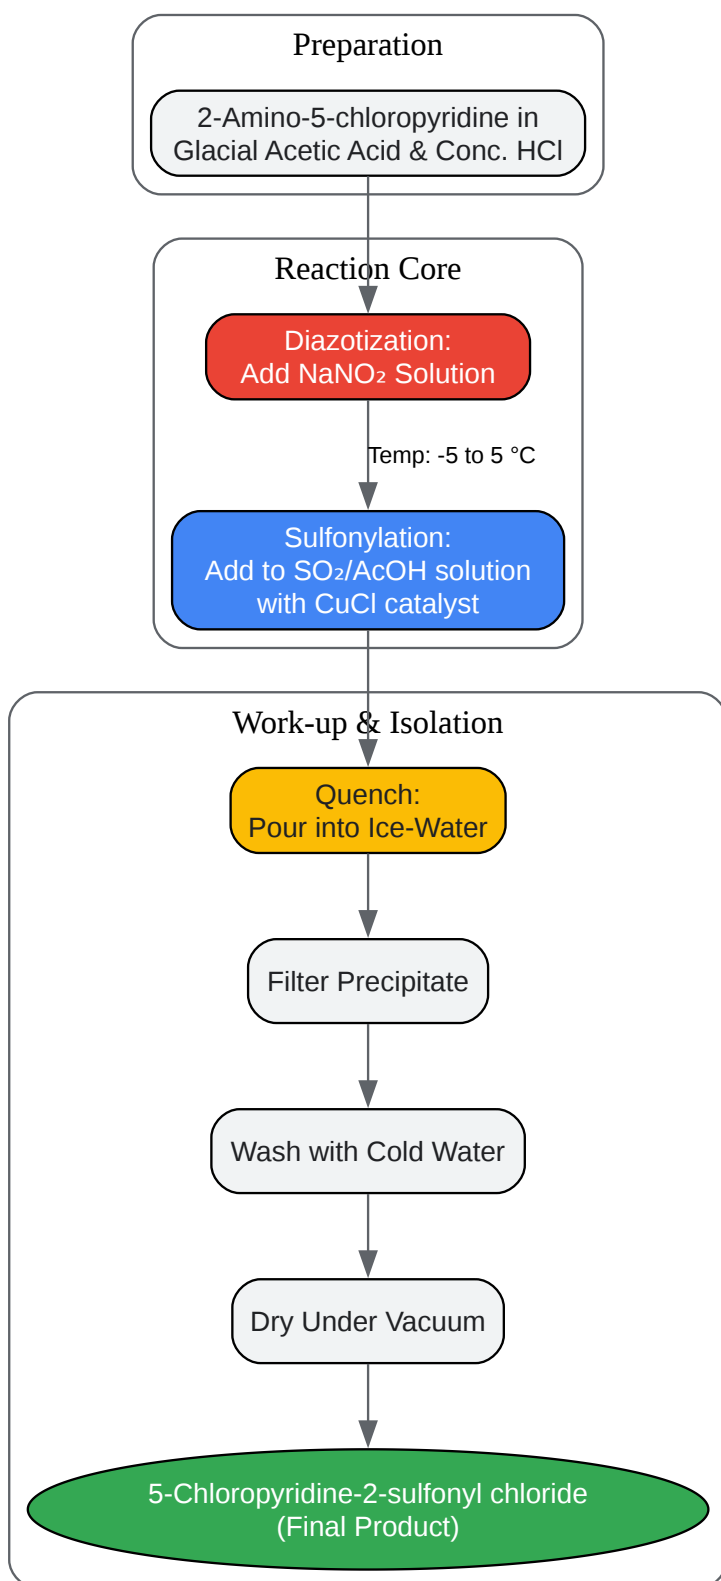 Preparation
2-Amino-5-chloropyridine in
Glacial Acetic Acid & Conc. HCl
Reaction Core
Diazotization:
Add NaNO₂ Solution
Temp: -5 to 5 °C
Sulfonylation:
Add to SO₂/AcOH solution
with CuCl catalyst
Work-up & Isolation
Quench:
Pour into Ice-Water
Filter Precipitate
Wash with Cold Water
Dry Under Vacuum
5-Chloropyridine-2-sulfonyl chloride
(Final Product)